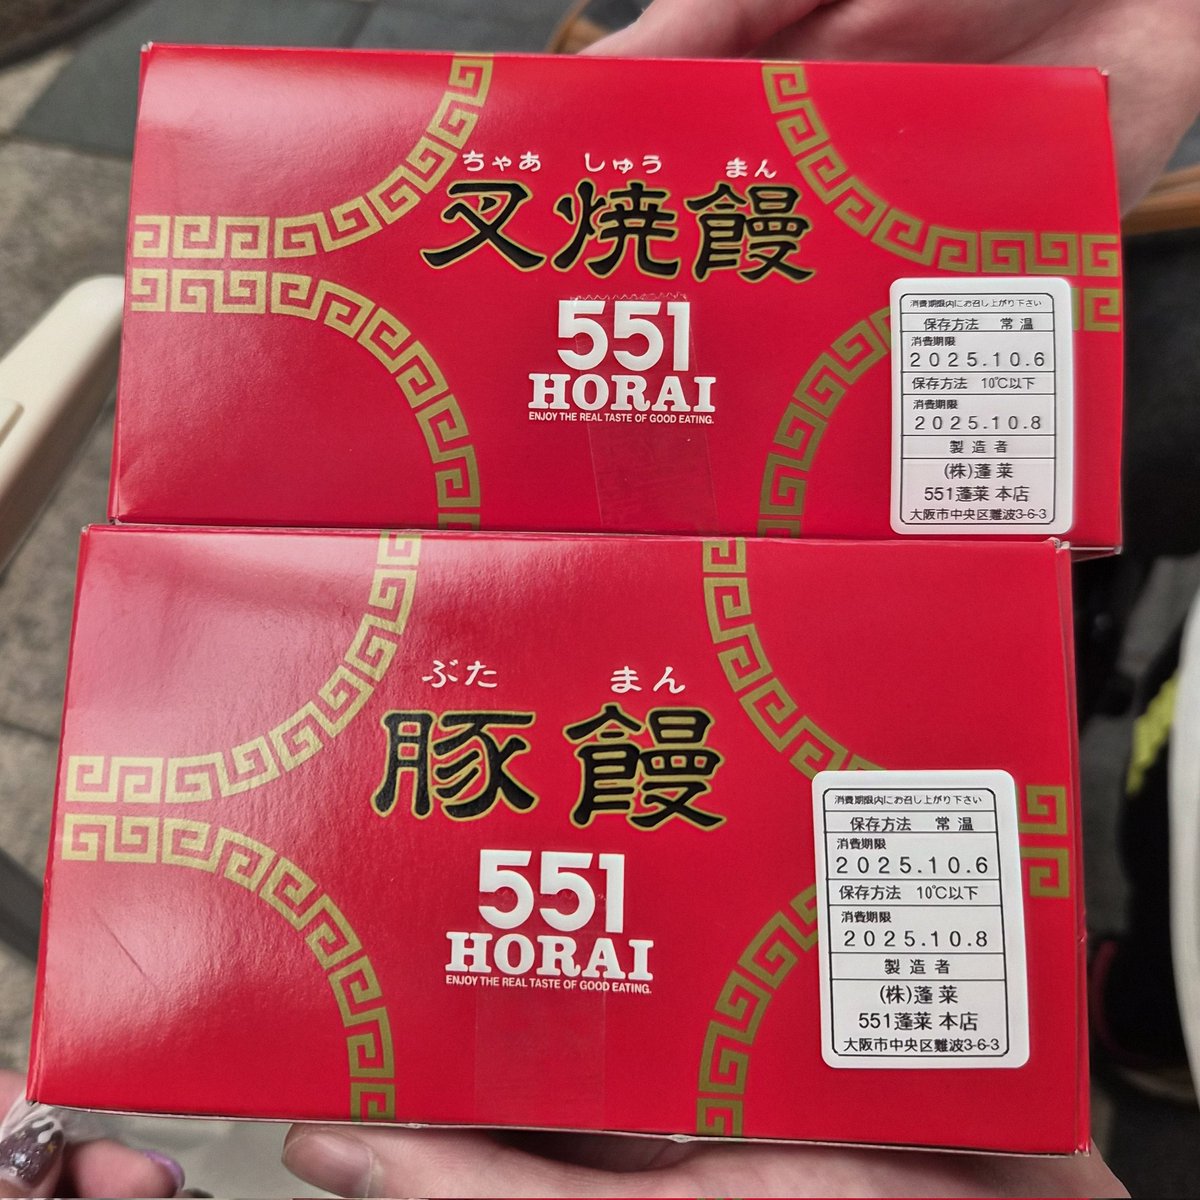 ちゃあ しゅう まん
叉焼饅
551
HORAI
ENJOY THE REAL TASTE OF GOOD EATING.
消費期限内にお召し上がり下さい
保存方法 常温
消費期限
2025.10.6
保存方法 10℃以下
消費期限
2025.10.8
製造者
(株)蓬莱
551蓬莱 本店
大阪市中央区難波3-6-3
ぶた まん
豚饅
551
HORAI
ENJOY THE REAL TASTE OF GOOD EATING.
消費期限内にお召し上がり下さい
保存方法 常温
消費期限
2025.10.6
保存方法 10℃以下
消費期限
2025.10.8
製造者
(株)蓬莱
551蓬莱 本店
大阪市中央区難波3-6-3